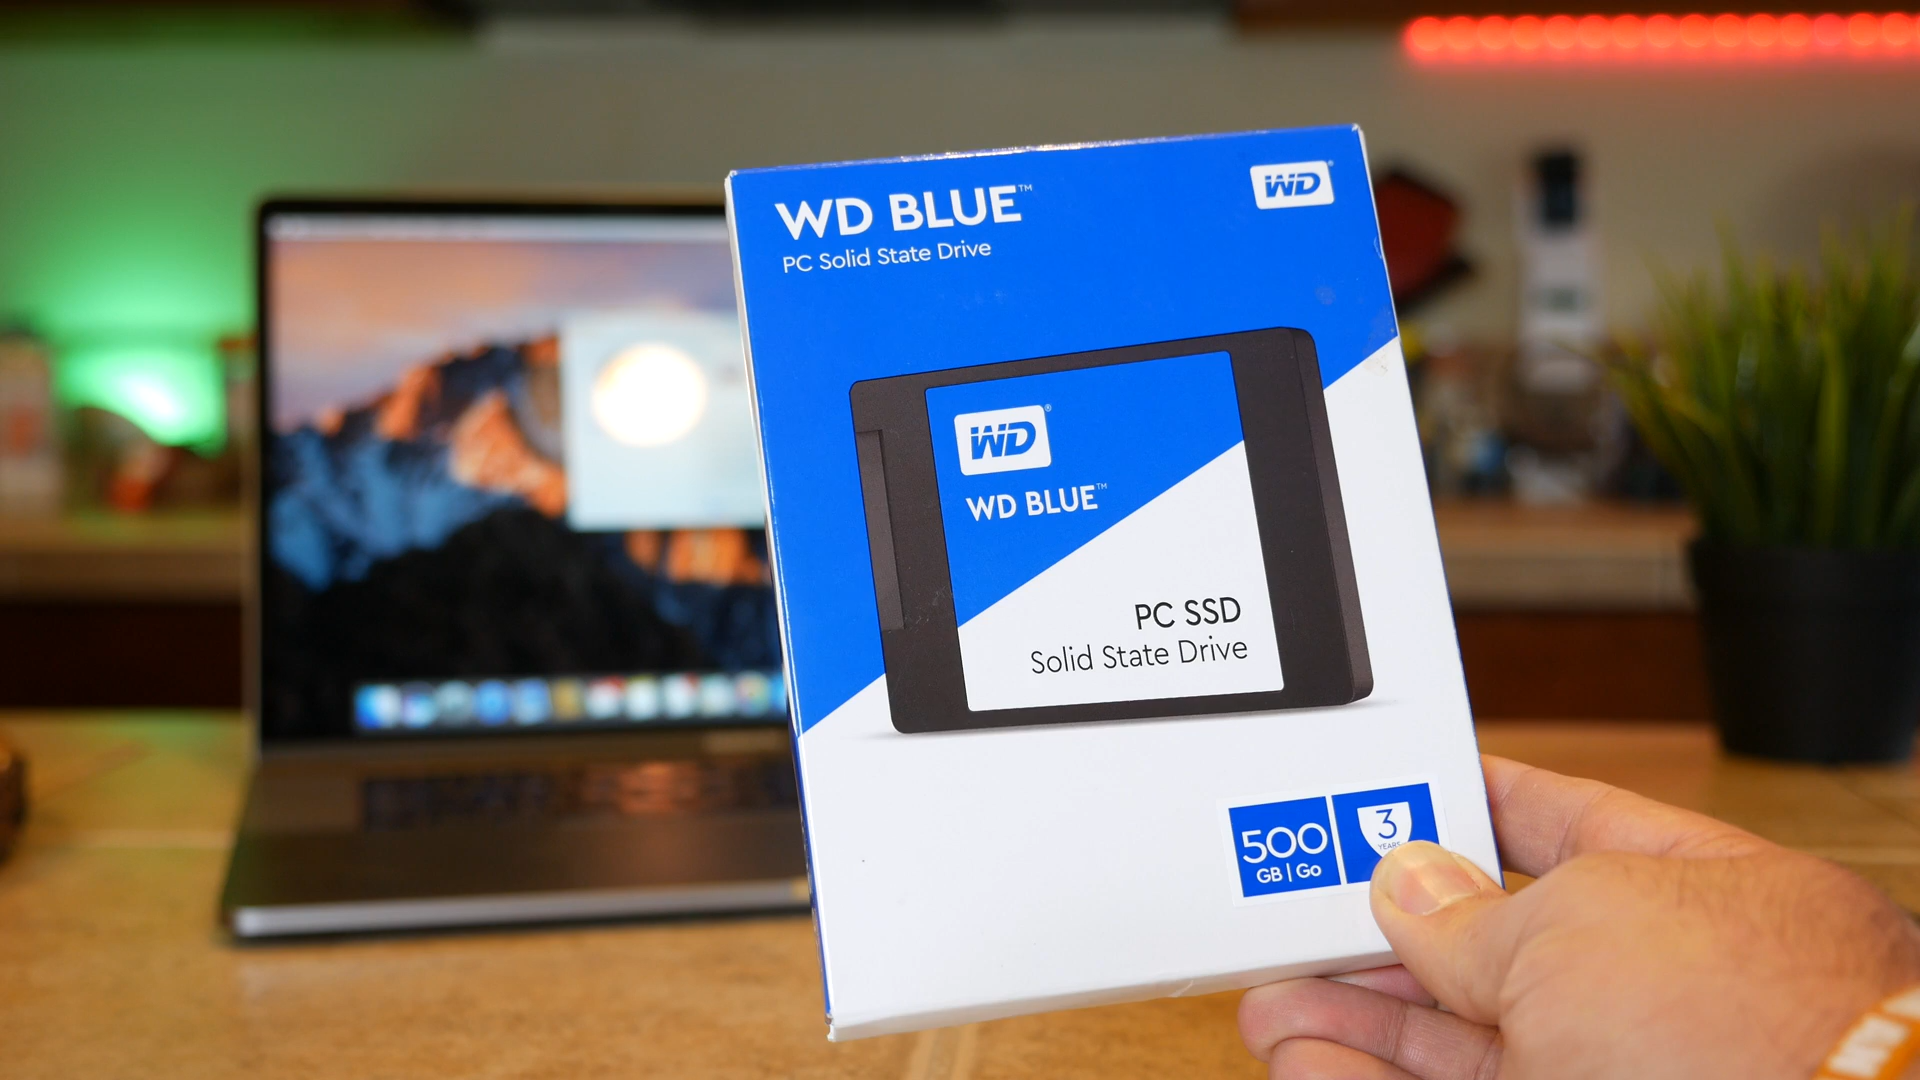 WD BLUE™
PC Solid State Drive
WD®
WD®
WD BLUE™
PC SSD
Solid State Drive
500
GB | Go
3
YEARS